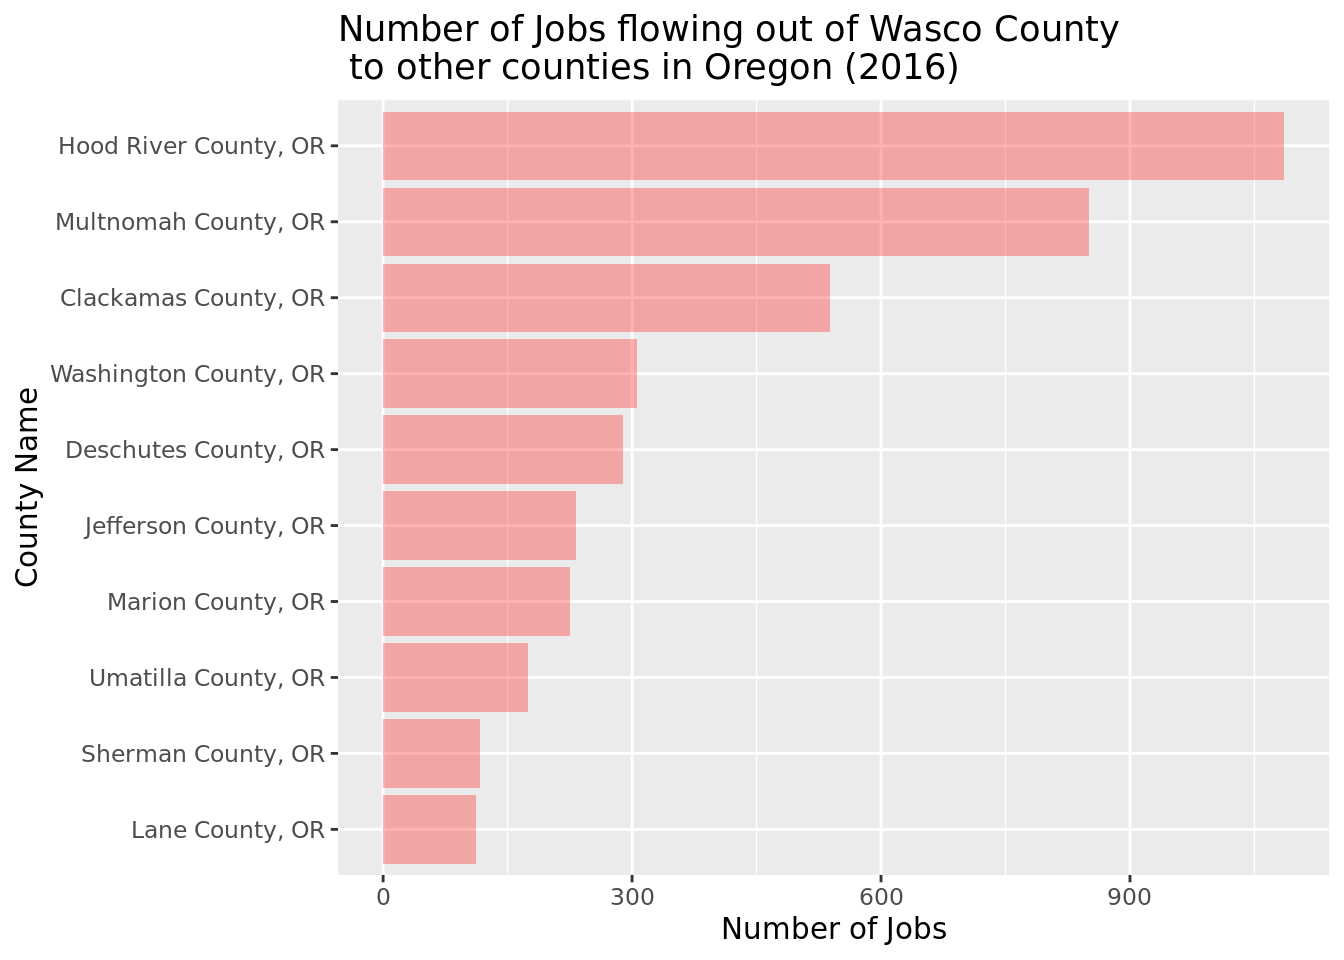 Number of Jobs flowing out of Wasco County
to other counties in Oregon (2016)
Hood River County, OR
Multnomah County, OR
Clackamas County, OR
Washington County, OR
Deschutes County, OR
Jefferson County, OR
Marion County, OR
Umatilla County, OR
Sherman County, OR
Lane County, OR
County Name
0 300 600 900
Number of Jobs